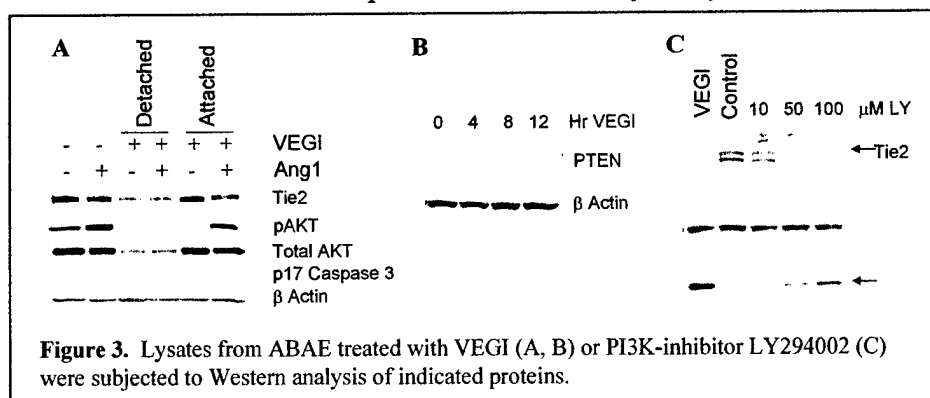 A
Detached
Attached
- - + + + + VEGI
- + - + - + Ang1
Tie2
pAKT
Total AKT
p17 Caspase 3
β Actin
B
0 4 8 12 Hr VEGI
PTEN
β Actin
C
VEGI
Control
10 50 100 μM LY
Tie2
Figure 3. Lysates from ABAE treated with VEGI (A, B) or PI3K-inhibitor LY294002 (C)
were subjected to Western analysis of indicated proteins.